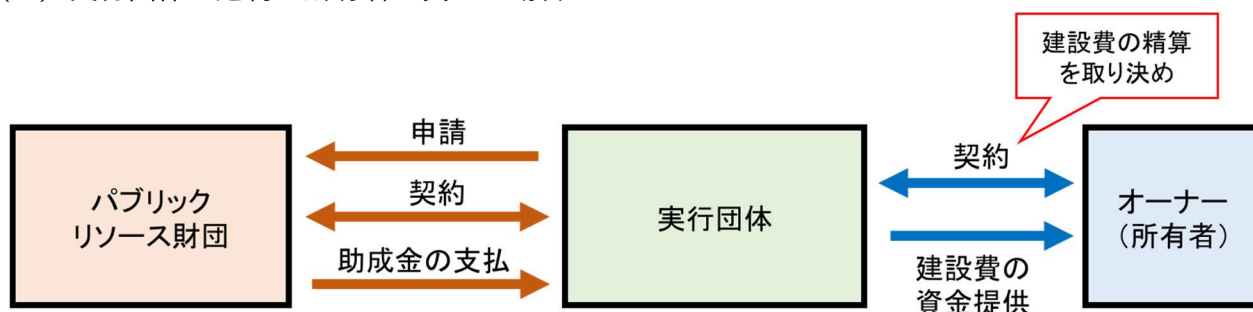 建設費の精算
を取り決め
申請
契約
助成金の支払
パブリック
リソース財団
実行団体
契約
建設費の
資金提供
オーナー
（所有者）